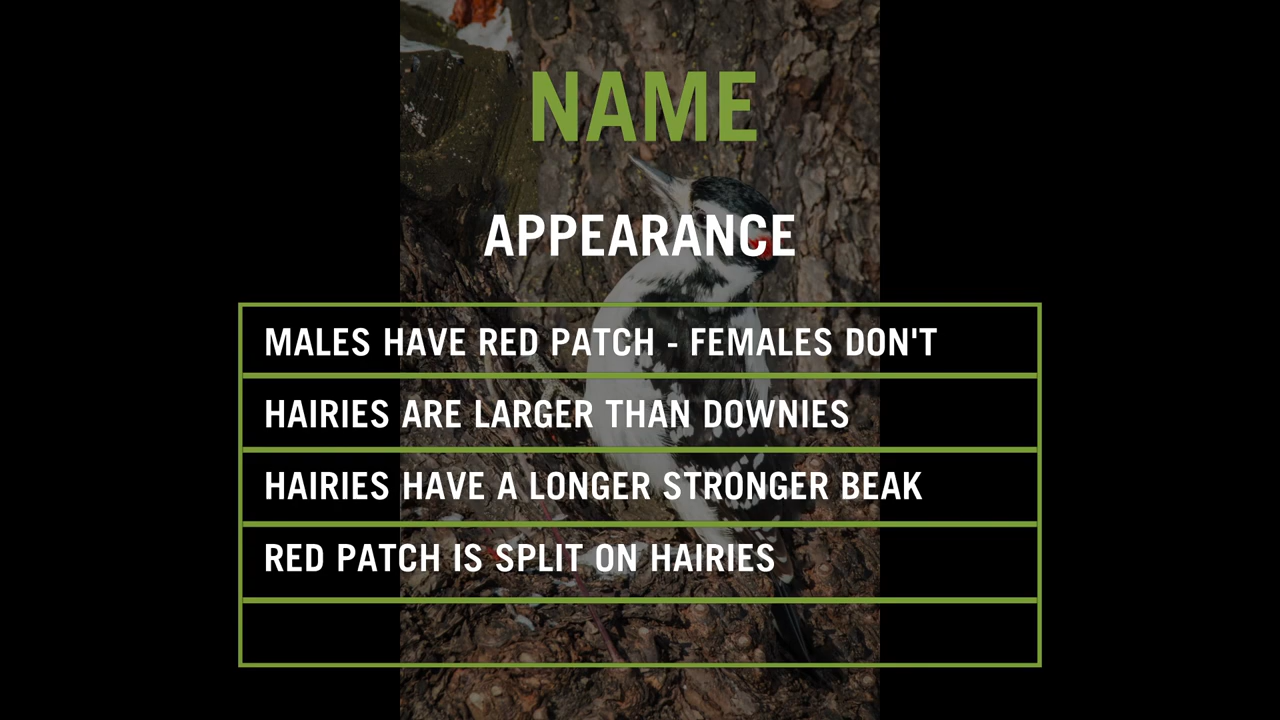 NAME
APPEARANCE
MALES HAVE RED PATCH - FEMALES DON'T
HAIRIES ARE LARGER THAN DOWNIES
HAIRIES HAVE A LONGER STRONGER BEAK
RED PATCH IS SPLIT ON HAIRIES